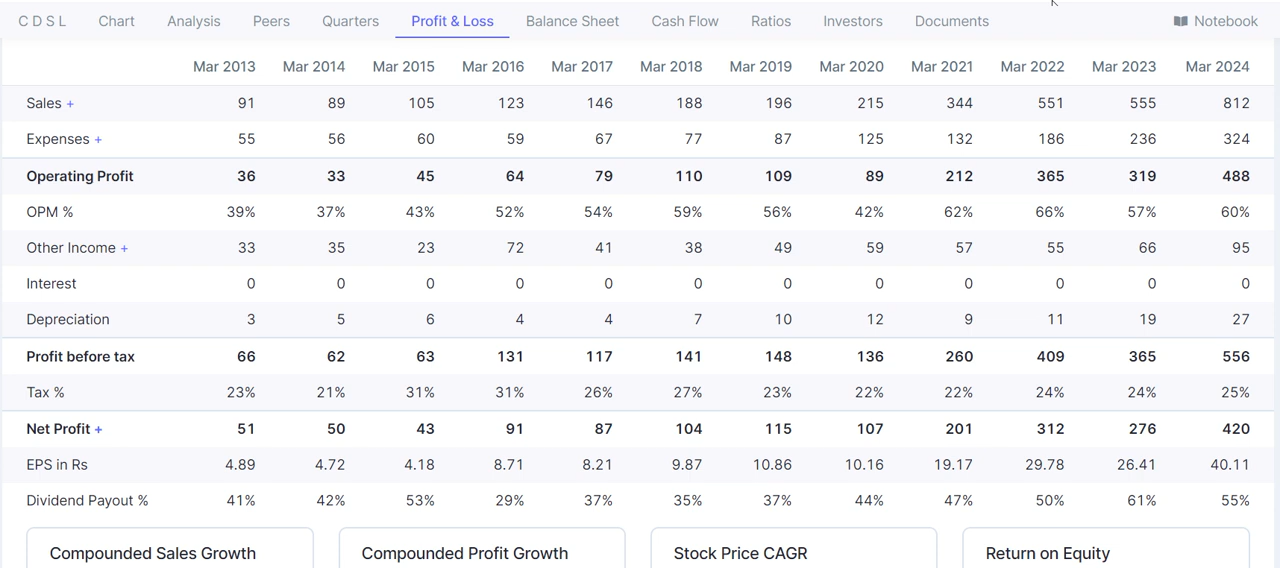 C D S L Chart Analysis Peers Quarters Profit & Loss Balance Sheet Cash Flow Ratios Investors Documents Notebook
Mar 2013 Mar 2014 Mar 2015 Mar 2016 Mar 2017 Mar 2018 Mar 2019 Mar 2020 Mar 2021 Mar 2022 Mar 2023 Mar 2024
Sales + 91 89 105 123 146 188 196 215 344 551 555 812
Expenses + 55 56 60 59 67 77 87 125 132 186 236 324
Operating Profit 36 33 45 64 79 110 109 89 212 365 319 488
OPM % 39% 37% 43% 52% 54% 59% 56% 42% 62% 66% 57% 60%
Other Income + 33 35 23 72 41 38 49 59 57 55 66 95
Interest 0 0 0 0 0 0 0 0 0 0 0 0
Depreciation 3 5 6 4 4 7 10 12 9 11 19 27
Profit before tax 66 62 63 131 117 141 148 136 260 409 365 556
Tax % 23% 21% 31% 31% 26% 27% 23% 22% 22% 24% 24% 25%
Net Profit + 51 50 43 91 87 104 115 107 201 312 276 420
EPS in Rs 4.89 4.72 4.18 8.71 8.21 9.87 10.86 10.16 19.17 29.78 26.41 40.11
Dividend Payout % 41% 42% 53% 29% 37% 35% 37% 44% 47% 50% 61% 55%
Compounded Sales Growth Compounded Profit Growth Stock Price CAGR Return on Equity